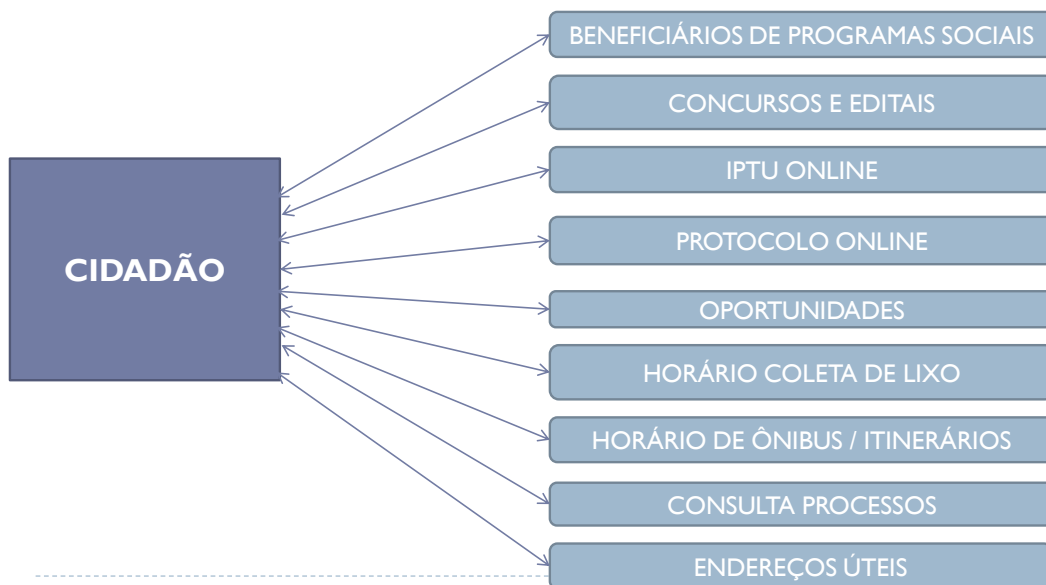 CIDADÃO
BENEFICIÁRIOS DE PROGRAMAS SOCIAIS
CONCURSOS E EDITAIS
IPTU ONLINE
PROTOCOLO ONLINE
OPORTUNIDADES
HORÁRIO COLETA DE LIXO
HORÁRIO DE ÔNIBUS / ITINERÁRIOS
CONSULTA PROCESSOS
ENDEREÇOS ÚTEIS